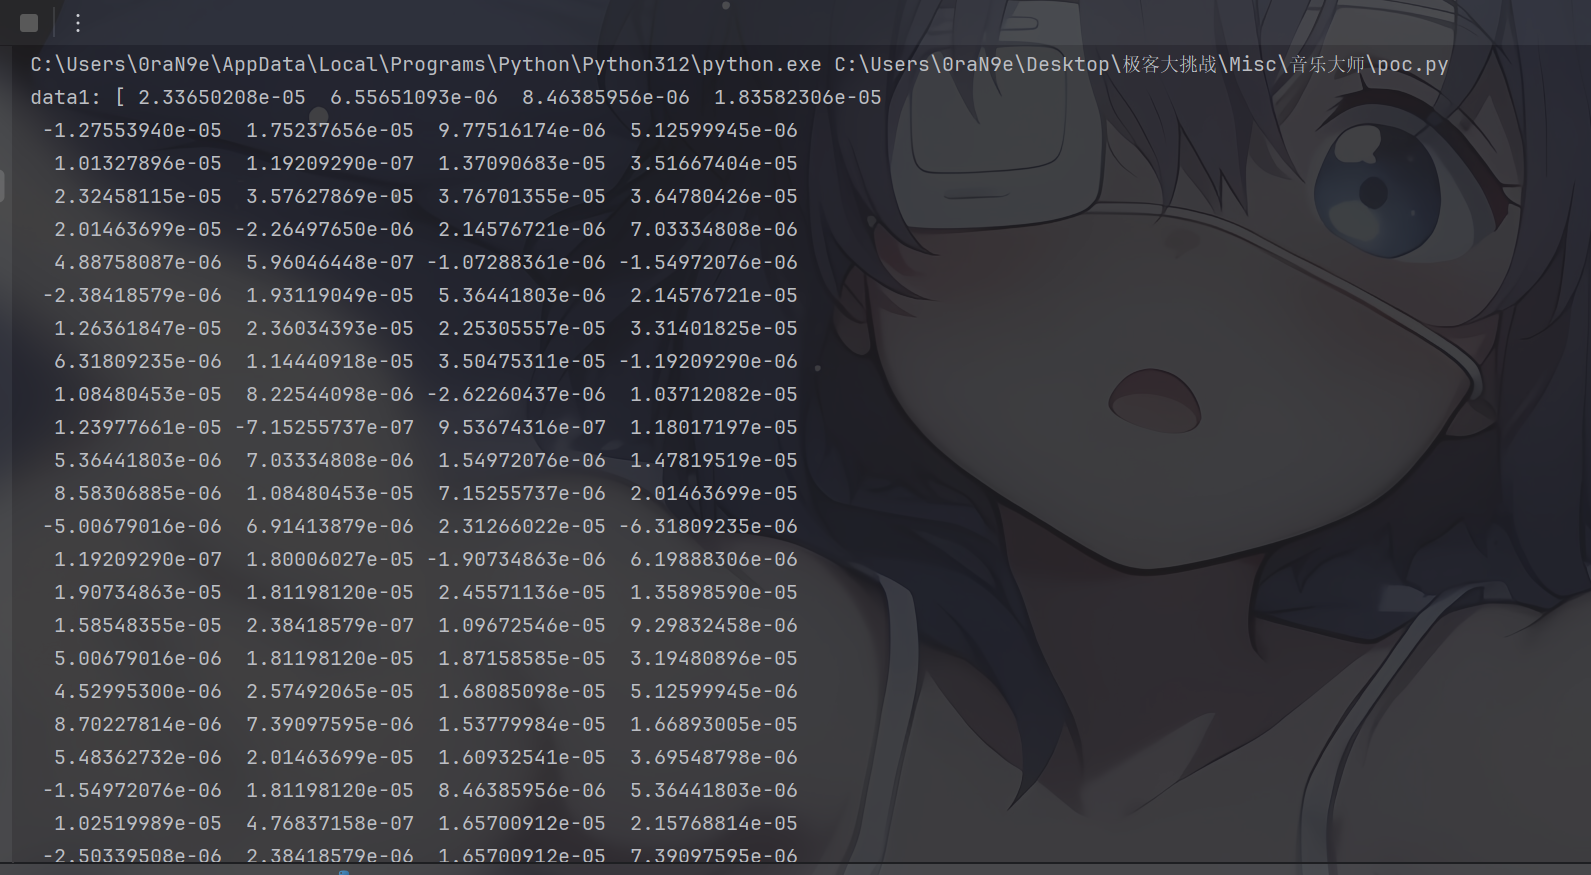 C:\Users\0raN9e\AppData\Local\Programs\Python\Python312\python.exe C:\Users\0raN9e\Desktop\极客大挑战\Misc\音乐大师\poc.py
data1: [ 2.33650208e-05  6.55651093e-06  8.46385956e-06  1.83582306e-05
-1.27553940e-05  1.75237656e-05  9.77516174e-06  5.12599945e-06
1.01327896e-05  1.19209290e-07  1.37090683e-05  3.51667404e-05
2.32458115e-05  3.57627869e-05  3.76701355e-05  3.64780426e-05
2.01463699e-05 -2.26497650e-06  2.14576721e-06  7.03334808e-06
4.88758087e-06  5.96046448e-07 -1.07288361e-06 -1.54972076e-06
-2.38418579e-06  1.93119049e-05  5.36441803e-06  2.14576721e-05
1.26361847e-05  2.36034393e-05  2.25305557e-05  3.31401825e-05
6.31809235e-06  1.14440918e-05  3.50475311e-05 -1.19209290e-06
1.08480453e-05  8.22544098e-06 -2.62260437e-06  1.03712082e-05
1.23977661e-05 -7.15255737e-07  9.53674316e-07  1.18017197e-05
5.36441803e-06  7.03334808e-06  1.54972076e-06  1.47819519e-05
8.58306885e-06  1.08480453e-05  7.15255737e-06  2.01463699e-05
-5.00679016e-06  6.91413879e-06  2.31266022e-05 -6.31809235e-06
1.19209290e-07  1.80006027e-05 -1.90734863e-06  6.19888306e-06
1.90734863e-05  1.81198120e-05  2.45571136e-05  1.35898590e-05
1.58548355e-05  2.38418579e-07  1.09672546e-05  9.29832458e-06
5.00679016e-06  1.81198120e-05  1.87158585e-05  3.19480896e-05
4.52995300e-06  2.57492065e-05  1.68085098e-05  5.12599945e-06
8.70227814e-06  7.39097595e-06  1.53779984e-05  1.66893005e-05
5.48362732e-06  2.01463699e-05  1.60932541e-05  3.69548798e-06
-1.54972076e-06  1.81198120e-05  8.46385956e-06  5.36441803e-06
1.02519989e-05  4.76837158e-07  1.65700912e-05  2.15768814e-05
-2.50339508e-06  2.38418579e-06  1.65700912e-05  7.39097595e-06